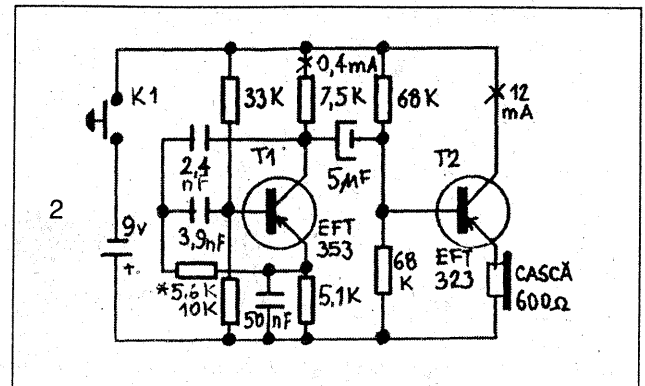 2
K1
9v
+.
33K
0,4mA
7,5K
68K
12
mA
2,4
nF
T1
5µF
T2
3,9nF
EFT
353
*5,6K
10K
50nF
5,1K
68
K
EFT
323
CASCĂ
600Ω